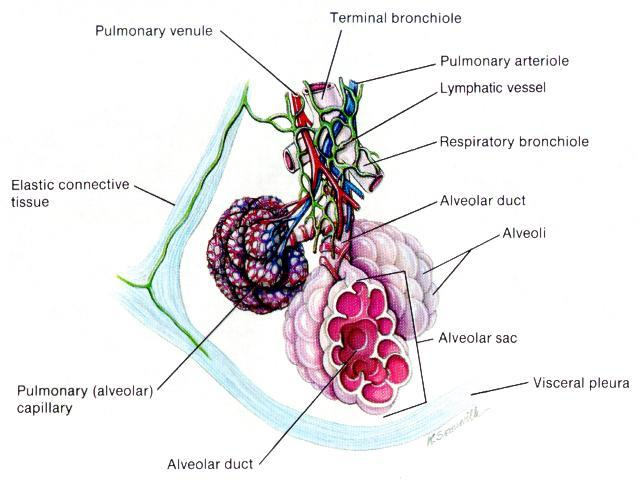 Terminal bronchiole
Pulmonary venule
Pulmonary arteriole
Lymphatic vessel
Respiratory bronchiole
Elastic connective
tissue
Alveolar duct
Alveoli
Alveolar sac
Visceral pleura
Pulmonary (alveolar)
capillary
Alveolar duct